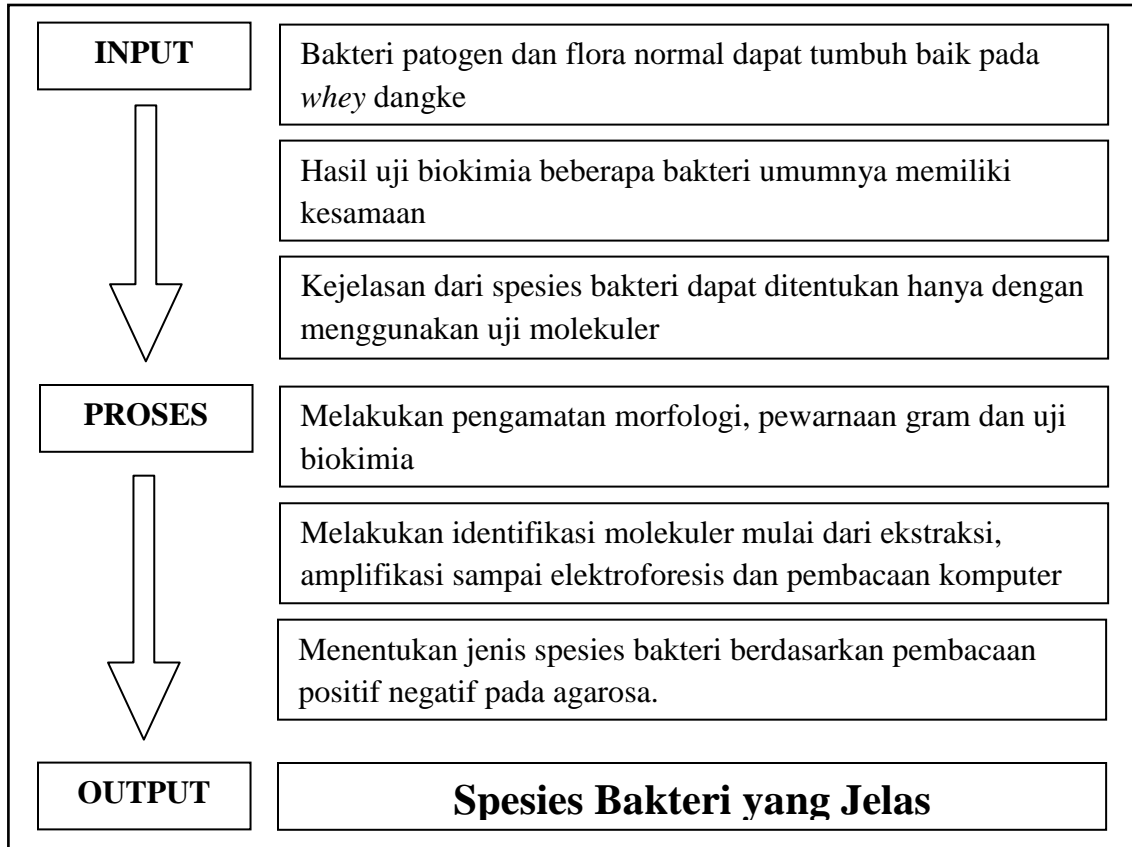 INPUT
Bakteri patogen dan flora normal dapat tumbuh baik pada
whey dangke
Hasil uji biokimia beberapa bakteri umumnya memiliki
kesamaan
Kejelasan dari spesies bakteri dapat ditentukan hanya dengan
menggunakan uji molekuler
PROSES
Melakukan pengamatan morfologi, pewarnaan gram dan uji
biokimia
Melakukan identifikasi molekuler mulai dari ekstraksi,
amplifikasi sampai elektroforesis dan pembacaan komputer
Menentukan jenis spesies bakteri berdasarkan pembacaan
positif negatif pada agarosa.
OUTPUT
Spesies Bakteri yang Jelas